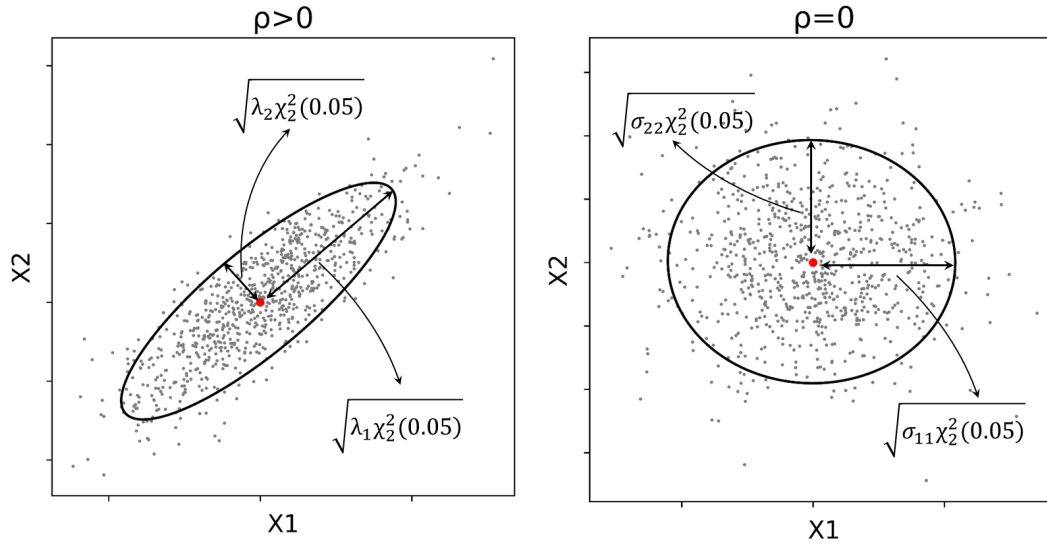 ρ>0
√λ₂χ₂²(0.05)
X2
√λ₁χ₂²(0.05)
X1
ρ=0
√σ₂₂χ₂²(0.05)
X2
√σ₁₁χ₂²(0.05)
X1